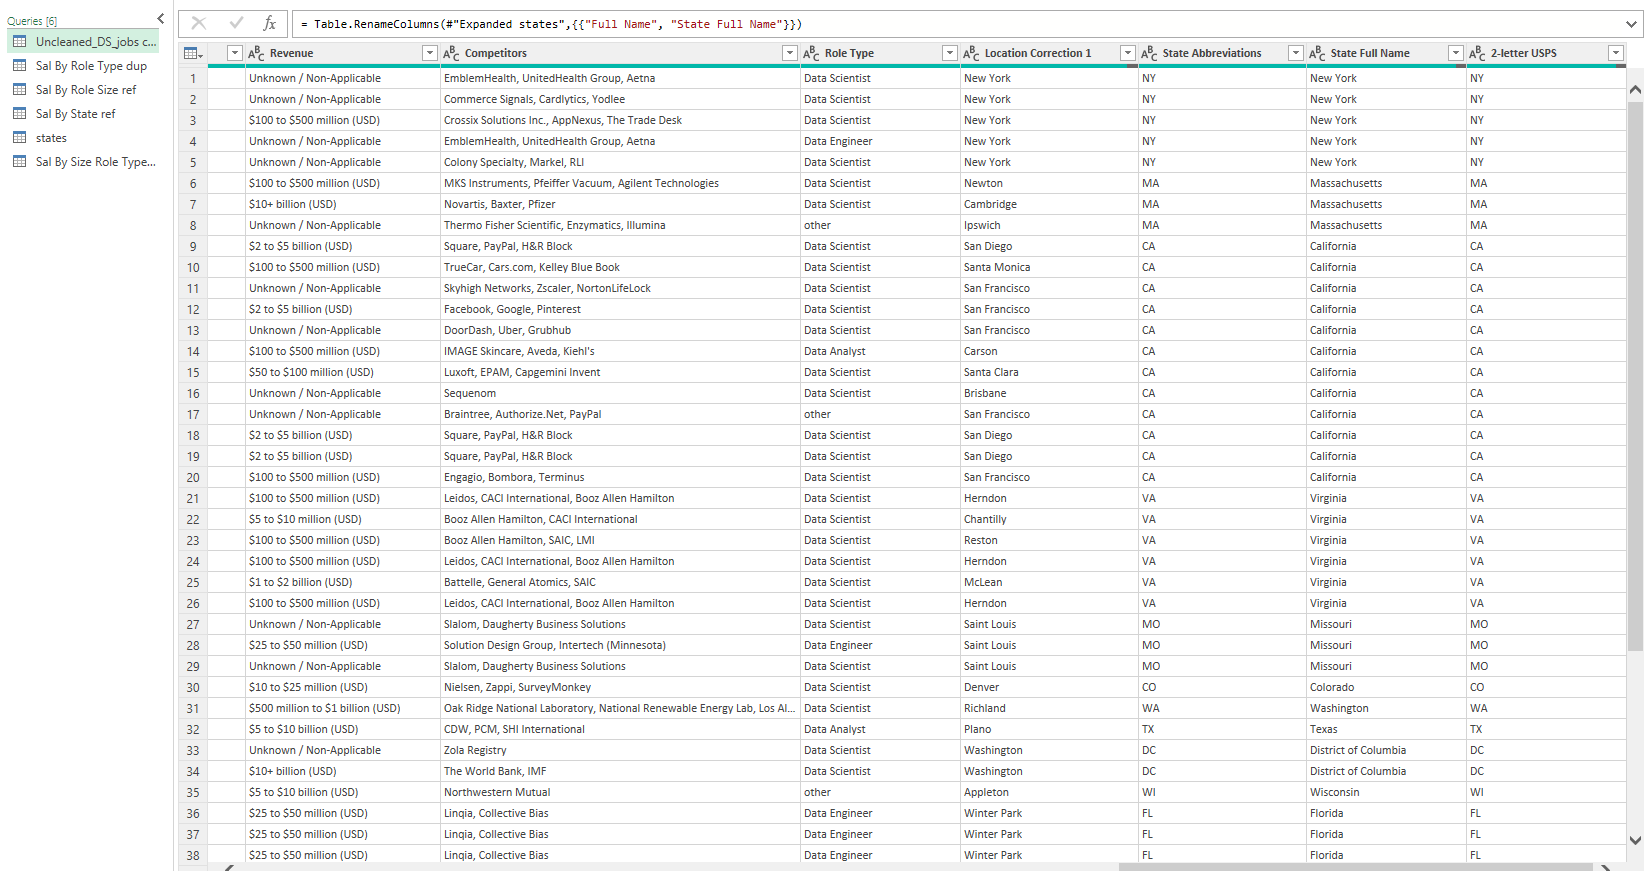 Queries [6]
Uncleaned_DS_jobs c...
Sal By Role Type dup
Sal By Role Size ref
Sal By State ref
states
Sal By Size Role Type...
fx = Table.RenameColumns(#"Expanded states",{{"Full Name", "State Full Name"}})
ABC Revenue ABC Competitors ABC Role Type ABC Location Correction 1 ABC State Abbreviations ABC State Full Name ABC 2-letter USPS
1 Unknown / Non-Applicable EmblemHealth, UnitedHealth Group, Aetna Data Scientist New York NY New York NY
2 Unknown / Non-Applicable Commerce Signals, Cardlytics, Yodlee Data Scientist New York NY New York NY
3 $100 to $500 million (USD) Crossix Solutions Inc., AppNexus, The Trade Desk Data Scientist New York NY New York NY
4 Unknown / Non-Applicable EmblemHealth, UnitedHealth Group, Aetna Data Engineer New York NY New York NY
5 Unknown / Non-Applicable Colony Specialty, Markel, RLI Data Scientist New York NY New York NY
6 $100 to $500 million (USD) MKS Instruments, Pfeiffer Vacuum, Agilent Technologies Data Scientist Newton MA Massachusetts MA
7 $10+ billion (USD) Novartis, Baxter, Pfizer Data Scientist Cambridge MA Massachusetts MA
8 Unknown / Non-Applicable Thermo Fisher Scientific, Enzymatics, Illumina other Ipswich MA Massachusetts MA
9 $2 to $5 billion (USD) Square, PayPal, H&R Block Data Scientist San Diego CA California CA
10 $100 to $500 million (USD) TrueCar, Cars.com, Kelley Blue Book Data Scientist Santa Monica CA California CA
11 Unknown / Non-Applicable Skyhigh Networks, Zscaler, NortonLifeLock Data Scientist San Francisco CA California CA
12 $2 to $5 billion (USD) Facebook, Google, Pinterest Data Scientist San Francisco CA California CA
13 Unknown / Non-Applicable DoorDash, Uber, Grubhub Data Scientist San Francisco CA California CA
14 $100 to $500 million (USD) IMAGE Skincare, Aveda, Kiehl's Data Analyst Carson CA California CA
15 $50 to $100 million (USD) Luxoft, EPAM, Capgemini Invent Data Scientist Santa Clara CA California CA
16 Unknown / Non-Applicable Sequenom Data Scientist Brisbane CA California CA
17 Unknown / Non-Applicable Braintree, Authorize.Net, PayPal other San Francisco CA California CA
18 $2 to $5 billion (USD) Square, PayPal, H&R Block Data Scientist San Diego CA California CA
19 $2 to $5 billion (USD) Square, PayPal, H&R Block Data Scientist San Diego CA California CA
20 $100 to $500 million (USD) Engagio, Bombora, Terminus Data Scientist San Francisco CA California CA
21 $100 to $500 million (USD) Leidos, CACI International, Booz Allen Hamilton Data Scientist Herndon VA Virginia VA
22 $5 to $10 million (USD) Booz Allen Hamilton, CACI International Data Scientist Chantilly VA Virginia VA
23 $100 to $500 million (USD) Booz Allen Hamilton, SAIC, LMI Data Scientist Reston VA Virginia VA
24 $100 to $500 million (USD) Leidos, CACI International, Booz Allen Hamilton Data Scientist Herndon VA Virginia VA
25 $1 to $2 billion (USD) Battelle, General Atomics, SAIC Data Scientist McLean VA Virginia VA
26 $100 to $500 million (USD) Leidos, CACI International, Booz Allen Hamilton Data Scientist Herndon VA Virginia VA
27 Unknown / Non-Applicable Slalom, Daugherty Business Solutions Data Scientist Saint Louis MO Missouri MO
28 $25 to $50 million (USD) Solution Design Group, Intertech (Minnesota) Data Engineer Saint Louis MO Missouri MO
29 Unknown / Non-Applicable Slalom, Daugherty Business Solutions Data Scientist Saint Louis MO Missouri MO
30 $10 to $25 million (USD) Nielsen, Zappi, SurveyMonkey Data Scientist Denver CO Colorado CO
31 $500 million to $1 billion (USD) Oak Ridge National Laboratory, National Renewable Energy Lab, Los Al... Data Scientist Richland WA Washington WA
32 $5 to $10 billion (USD) CDW, PCM, SHI International Data Analyst Plano TX Texas TX
33 Unknown / Non-Applicable Zola Registry Data Scientist Washington DC District of Columbia DC
34 $10+ billion (USD) The World Bank, IMF Data Scientist Washington DC District of Columbia DC
35 $5 to $10 billion (USD) Northwestern Mutual other Appleton WI Wisconsin WI
36 $25 to $50 million (USD) Linqia, Collective Bias Data Engineer Winter Park FL Florida FL
37 $25 to $50 million (USD) Linqia, Collective Bias Data Engineer Winter Park FL Florida FL
38 $25 to $50 million (USD) Linqia, Collective Bias Data Engineer Winter Park FL Florida FL